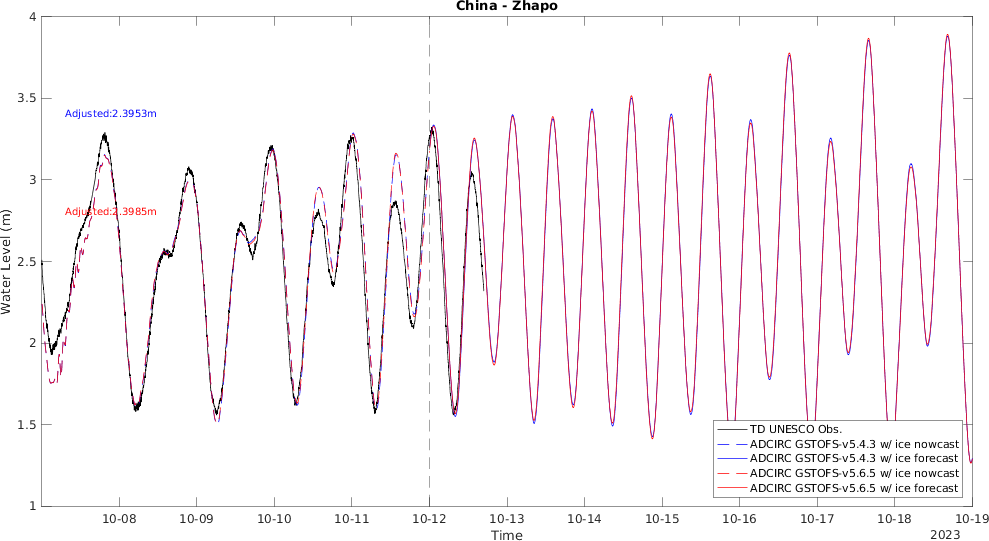 China - Zhapo
4
3.5
3
2.5
2
1.5
1
Water Level (m)
Adjusted:2.3953m
Adjusted:2.3985m
TD UNESCO Obs.
ADCIRC GSTOFS-v5.4.3 w/ ice nowcast
ADCIRC GSTOFS-v5.4.3 w/ ice forecast
ADCIRC GSTOFS-v5.6.5 w/ ice nowcast
ADCIRC GSTOFS-v5.6.5 w/ ice forecast
10-08 10-09 10-10 10-11 10-12 10-13 10-14 10-15 10-16 10-17 10-18 10-19
Time
2023